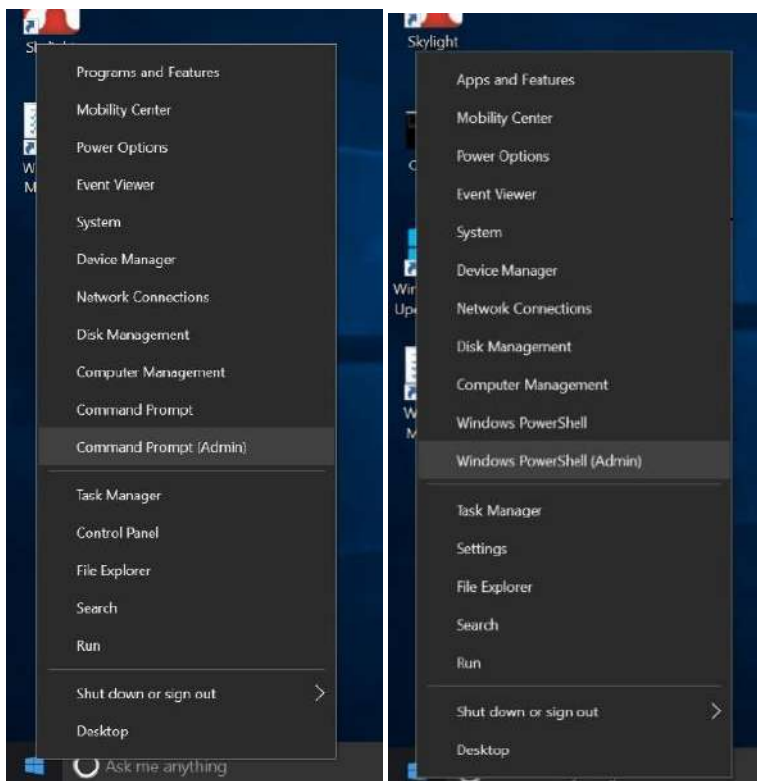 Programs and Features
Mobility Center
Power Options
Event Viewer
System
Device Manager
Network Connections
Disk Management
Computer Management
Command Prompt
Command Prompt (Admin)
Task Manager
Control Panel
File Explorer
Search
Run
Shut down or sign out
Desktop
Ask me anything
Skylight
Apps and Features
Mobility Center
Power Options
Event Viewer
System
Device Manager
Network Connections
Disk Management
Computer Management
Windows PowerShell
Windows PowerShell (Admin)
Task Manager
Settings
File Explorer
Search
Run
Shut down or sign out
Desktop